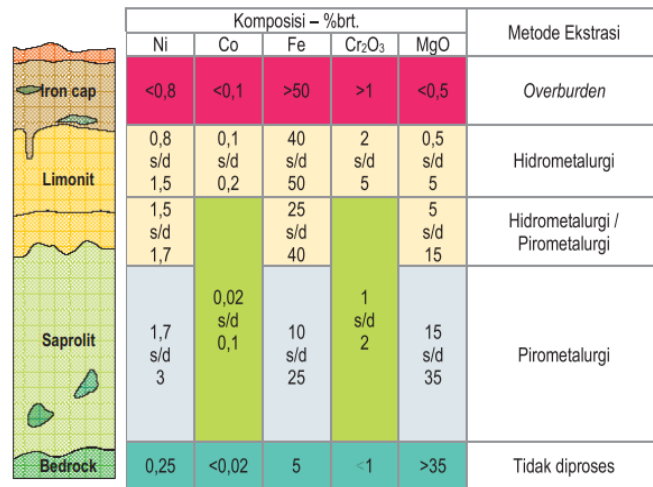 Komposisi – %brt.
Metode Ekstrasi
Ni Co Fe Cr₂O₃ MgO
Iron cap
<0,8 <0,1 >50 >1 <0,5
Overburden
Limonit
0,8 0,1 40 2 0,5
s/d s/d s/d s/d s/d
1,5 0,2 50 5 5
Hidrometalurgi
1,5 25 5
s/d s/d s/d
1,7 40 15
Hidrometalurgi /
Pirometalurgi
Saprolit
0,02 1
s/d s/d
0,1 2
1,7 10 15
s/d s/d s/d
3 25 35
Pirometalurgi
Bedrock
0,25 <0,02 5 <1 >35
Tidak diproses